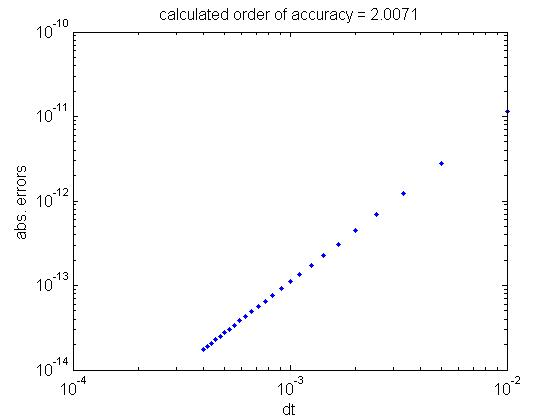 calculated order of accuracy = 2.0071
10^-10
10^-11
10^-12
10^-13
10^-14
abs. errors
10^-4
10^-3
10^-2
dt